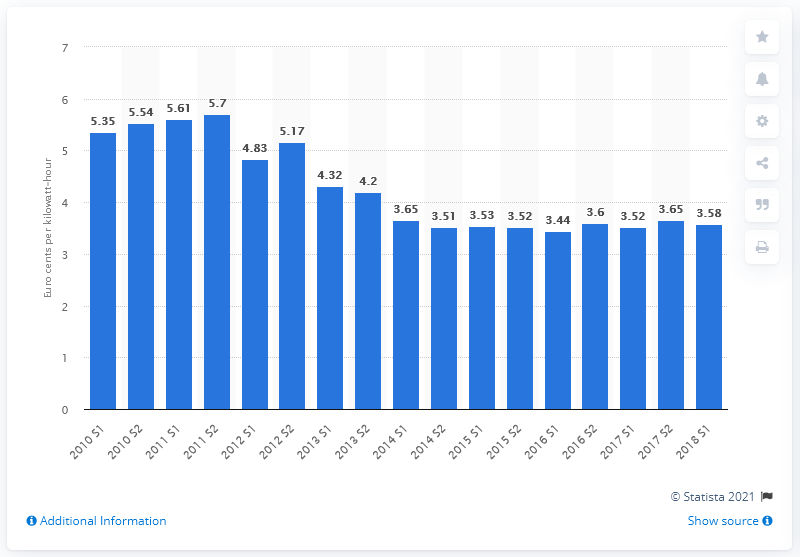 7
6
5
4
3
2
1
0
Euro cents per kilowatt-hour
5.35 5.54 5.61 5.7 4.83 5.17 4.32 4.2 3.65 3.51 3.53 3.52 3.44 3.6 3.52 3.65 3.58
2010 S1 2010 S2 2011 S1 2011 S2 2012 S1 2012 S2 2013 S1 2013 S2 2014 S1 2014 S2 2015 S1 2015 S2 2016 S1 2016 S2 2017 S1 2017 S2 2018 S1
© Statista 2021
Additional Information
Show source